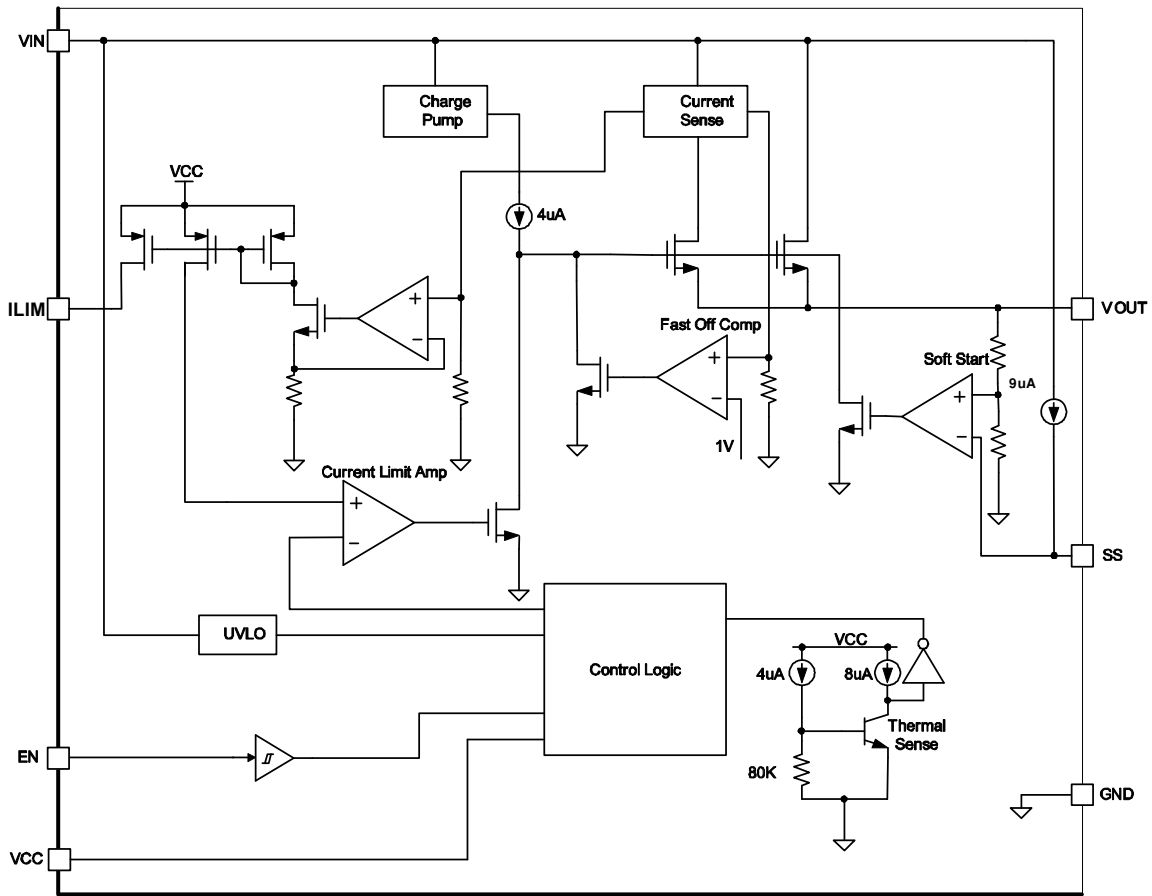 VIN
Charge
Pump
Current
Sense
VCC
4uA
ILIM
+
−
Fast Off Comp
+
−
1V
VOUT
Soft Start
9uA
+
−
Current Limit Amp
+
−
SS
UVLO
Control Logic
VCC
4uA
8uA
Thermal
Sense
80K
EN
GND
VCC